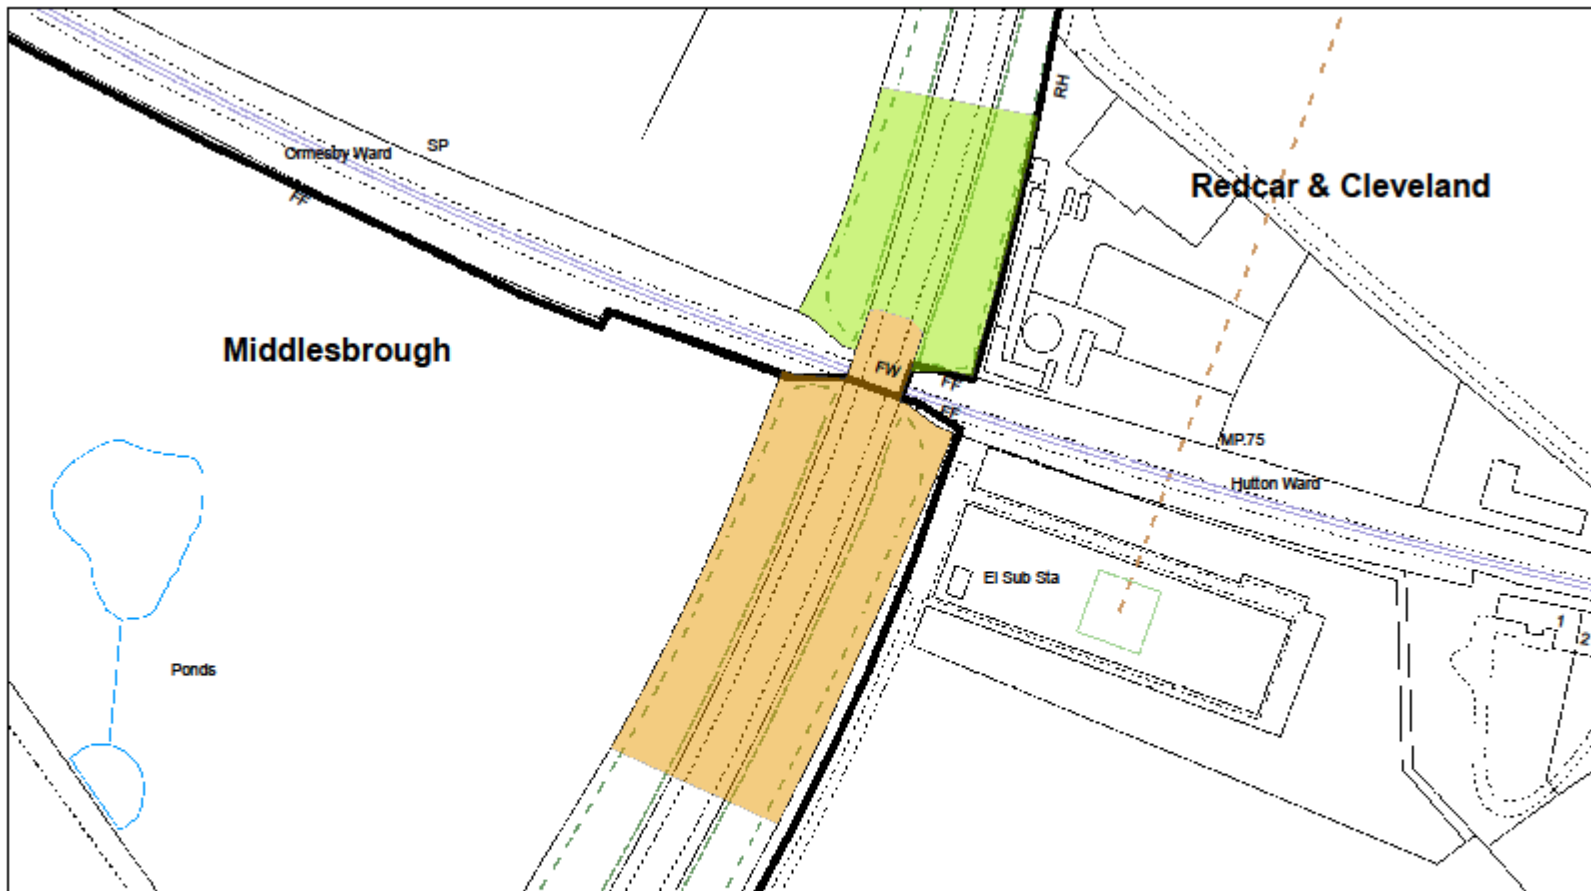 RH
SP
Ormesby Ward
Redcar & Cleveland
FF
Middlesbrough
FW
FF
FF
MP.75
Hutton Ward
El Sub Sta
1
2
Ponds